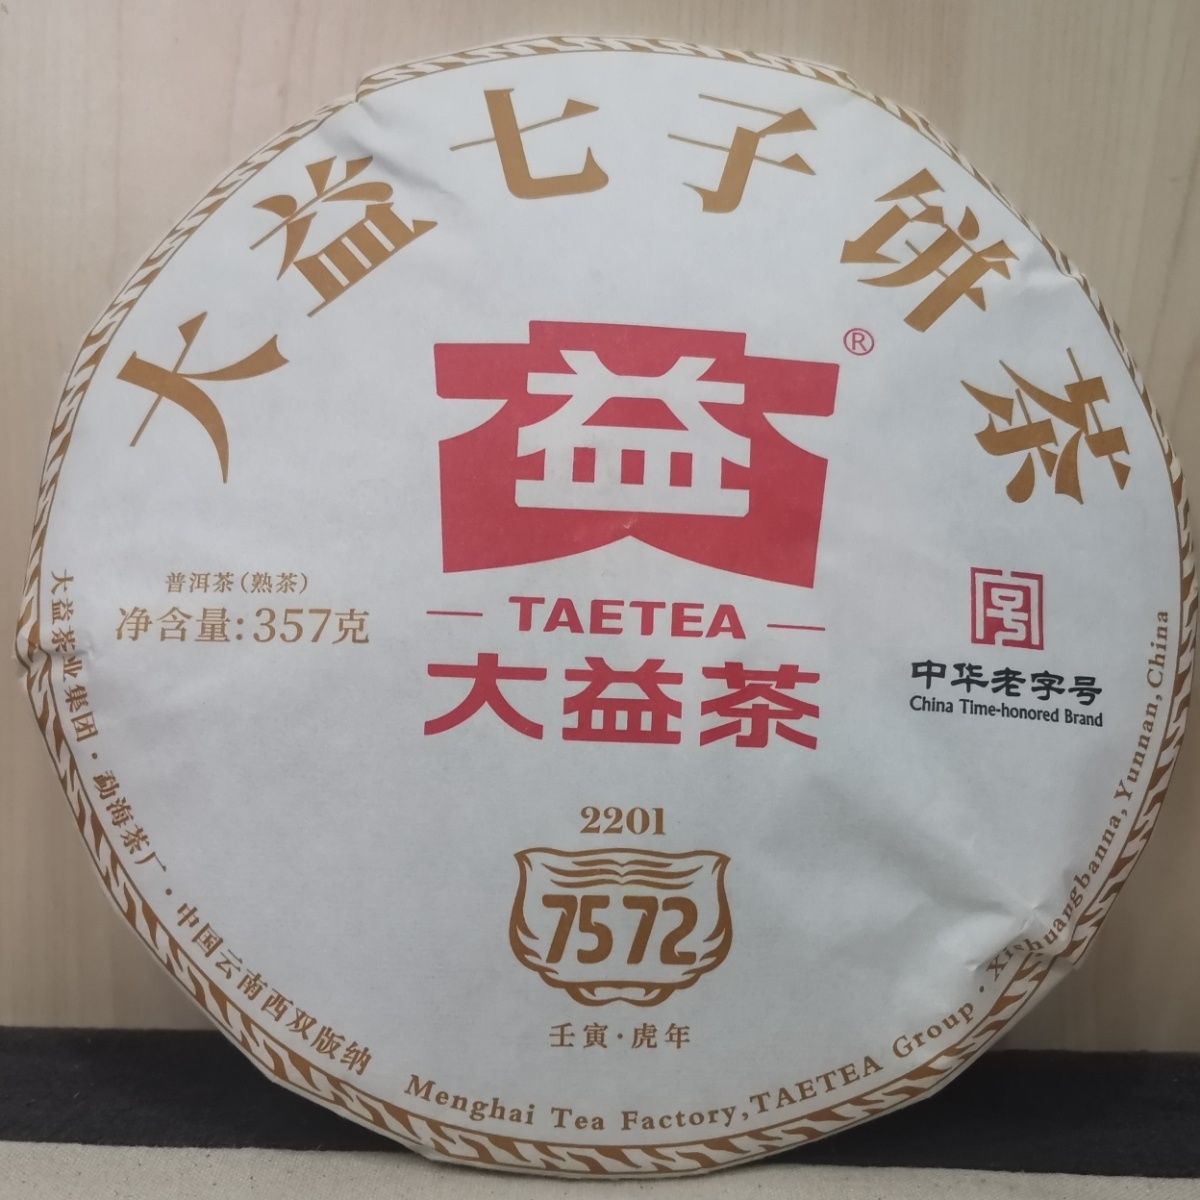 大益七子饼茶
益
®
普洱茶(熟茶)
净含量:357克
TAETEA
大益茶
号
中华老字号
China Time-honored Brand
2201
7572
壬寅·虎年
大益茶业集团·勐海茶厂·中国云南西双版纳
Menghai Tea Factory,TAETEA Group·Xishuangbanna,Yunnan,China